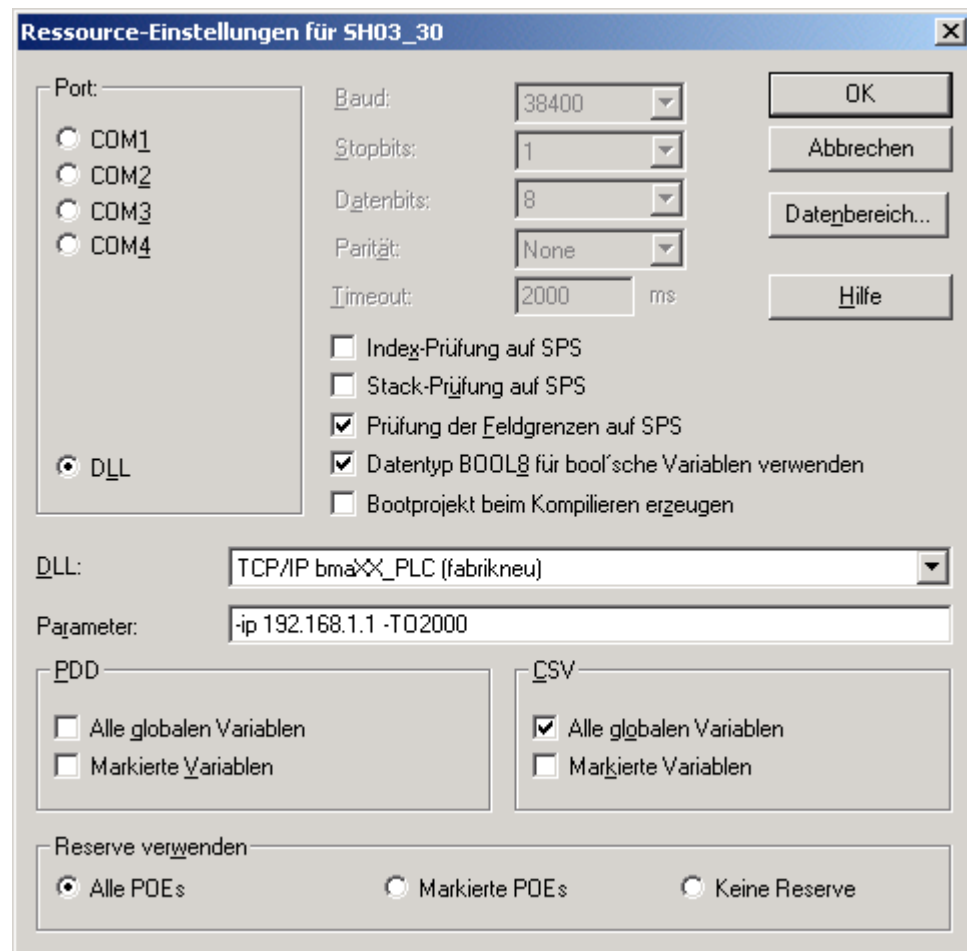 Ressource-Einstellungen für SH03_30
Port:
COM1
COM2
COM3
COM4
DLL
Baud:
38400
Stopbits:
1
Datenbits:
8
Parität:
None
Timeout:
2000
ms
OK
Abbrechen
Datenbereich...
Hilfe
Index-Prüfung auf SPS
Stack-Prüfung auf SPS
Prüfung der Feldgrenzen auf SPS
Datentyp BOOL8 für bool´sche Variablen verwenden
Bootprojekt beim Kompilieren erzeugen
DLL:
TCP/IP bmaXX_PLC (fabrikneu)
Parameter:
-ip 192.168.1.1 -TO2000
PDD
Alle globalen Variablen
Markierte Variablen
CSV
Alle globalen Variablen
Markierte Variablen
Reserve verwenden
Alle POEs
Markierte POEs
Keine Reserve